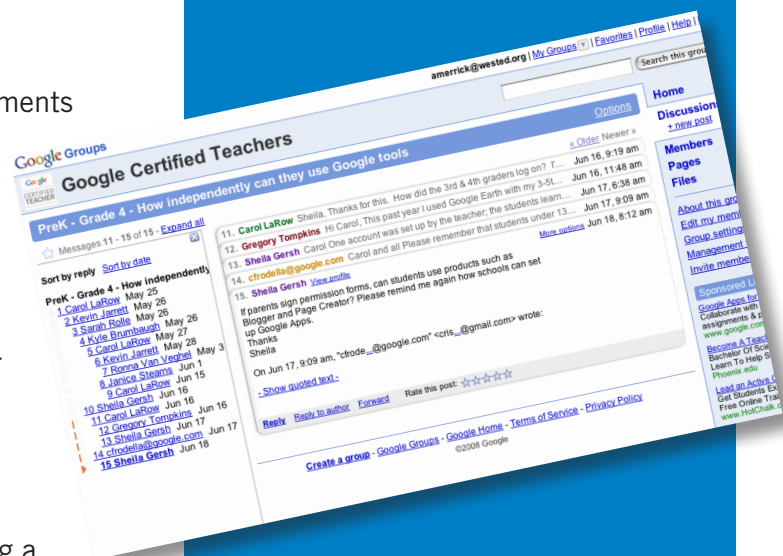 ments
g a
amerrick@wested.org | My Groups | Favorites | Profile | Help |
Search this grou
Google Groups
Google CERTIFIED TEACHER
Google Certified Teachers
Home
Discussion
+ new post
Members
Pages
Files
About this gro
Edit my mem
Group settin
Management
Invite membe
Sponsored Li
Google Apps for
Collaborate with
assignments & p
www.google.com
Become A Teach
Bachelor Of Scie
Learn To Help S
Phoenix.edu
Lead an Active C
Get Students Ex
Free Online Trac
www.HotChalk.c
PreK - Grade 4 - How independently can they use Google tools
Options
Messages 11 - 15 of 15 - Expand all
« Older Newer »
Sort by reply Sort by date
PreK - Grade 4 - How independently
1 Carol LaRow May 25
2 Kevin Jarrett May 26
3 Sarah Rolle May 26
4 Kyle Brumbaugh May 26
5 Carol LaRow May 27
6 Kevin Jarrett May 28
7 Ronna Van Veghel May 3
8 Janice Stearns Jun 1
9 Carol LaRow Jun 15
10 Sheila Gersh Jun 16
11 Carol LaRow Jun 16
12 Gregory Tompkins Jun 16
13 Sheila Gersh Jun 17
14 cfrodella@google.com Jun 17
15 Sheila Gersh Jun 18
11. Carol LaRow Sheila, Thanks for this. How did the 3rd & 4th graders log on? I'... Jun 16, 9:19 am
12. Gregory Tompkins Hi Carol, This past year I used Google Earth with my 3-5t... Jun 16, 11:48 am
13. Sheila Gersh Carol One account was set up by the teacher; the students learn... Jun 17, 6:38 am
14. cfrodella@google.com Carol and all Please remember that students under 13... Jun 17, 9:09 am
15. Sheila Gersh View profile More options Jun 18, 8:12 am
If parents sign permission forms, can students use products such as
Blogger and Page Creator? Please remind me again how schools can set
up Google Apps.
Thanks
Sheila
On Jun 17, 9:09 am, "cfrode...@google.com" <cris...@gmail.com> wrote:
- Show quoted text -
Reply Reply to author Forward Rate this post:
Create a group - Google Groups - Google Home - Terms of Service - Privacy Policy
©2008 Google